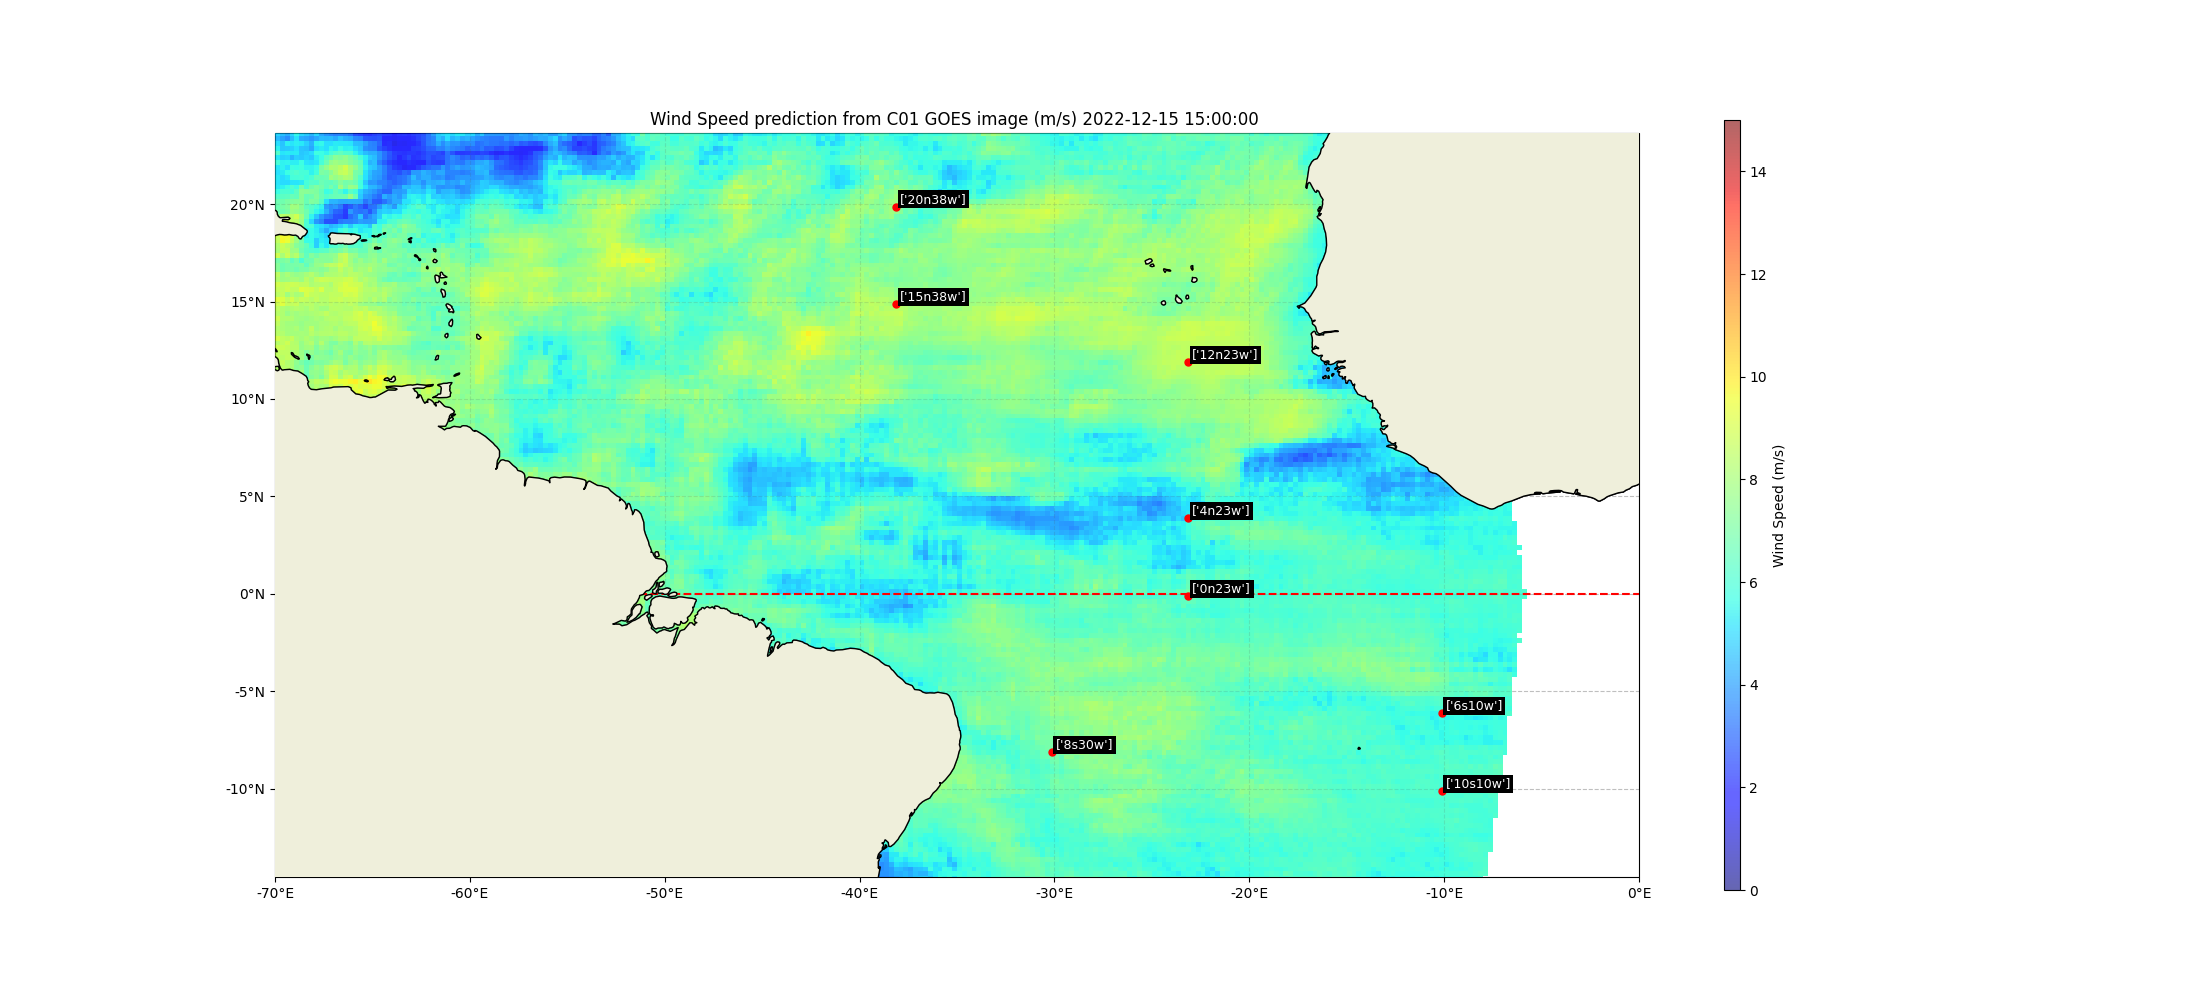 Wind Speed prediction from C01 GOES image (m/s) 2022-12-15 15:00:00
20°N
15°N
10°N
5°N
0°N
-5°N
-10°N
['20n38w']
['15n38w']
['12n23w']
['4n23w']
['0n23w']
['6s10w']
['8s30w']
['10s10w']
-70°E
-60°E
-50°E
-40°E
-30°E
-20°E
-10°E
0°E
14
12
10
8
6
4
2
0
Wind Speed (m/s)